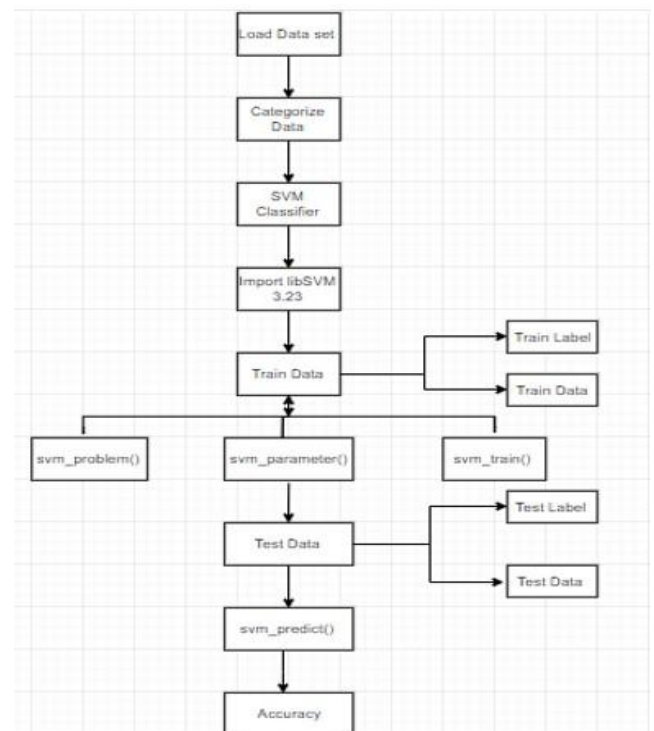 Load Data set
Categorize
Data
SVM
Classifier
Import libSVM
3.23
Train Data
Train Label
Train Data
svm_problem()
svm_parameter()
svm_train()
Test Data
Test Label
Test Data
svm_predict()
Accuracy